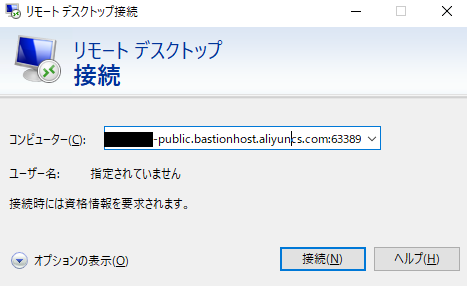 リモート デスクトップ接続
リモート デスクトップ
接続
コンピューター(C): -public.bastionhost.aliyuncs.com:63389
ユーザー名: 指定されていません
接続時には資格情報を要求されます。
オプションの表示(O) 接続(N) ヘルプ(H)